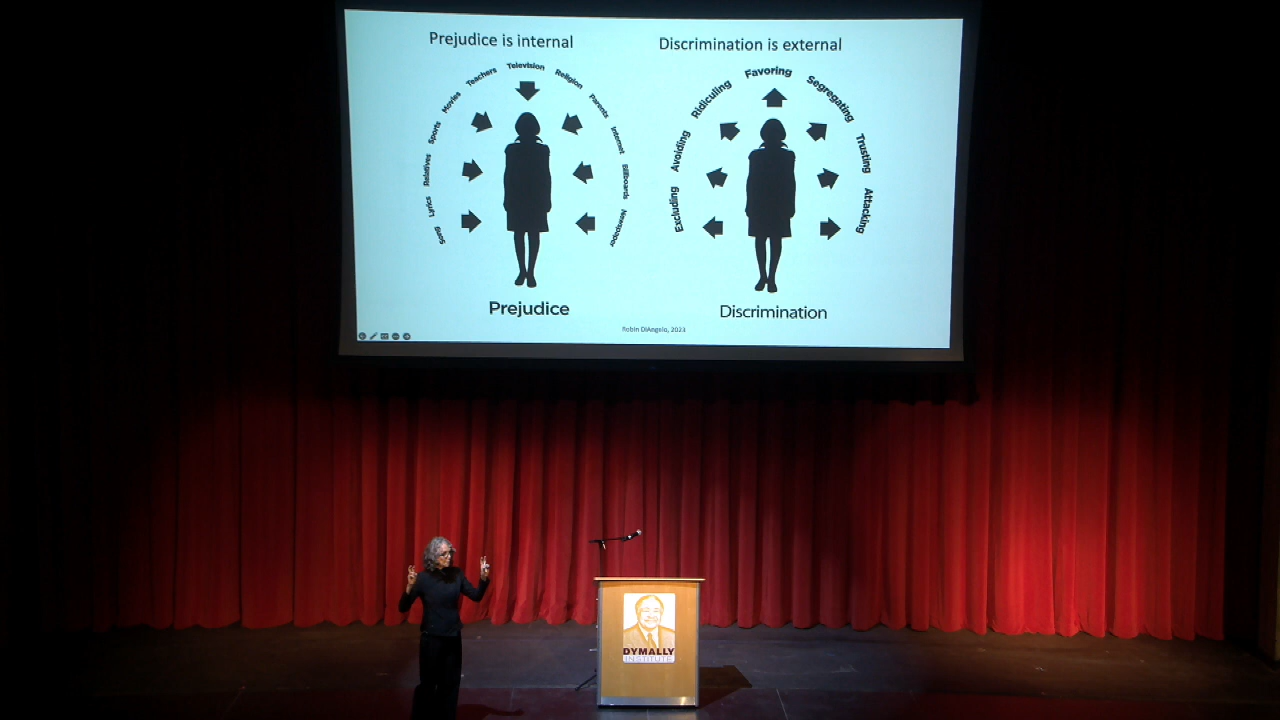 Prejudice is internal
Song
Lyrics
Relatives
Sports
Movies
Teachers
Television
Religion
Parents
Internet
Billboards
Newspaper
Prejudice
Discrimination is external
Excluding
Avoiding
Ridiculing
Favoring
Segregating
Trusting
Attacking
Discrimination
Robin DiAngelo, 2023
DYMALLY
INSTITUTE